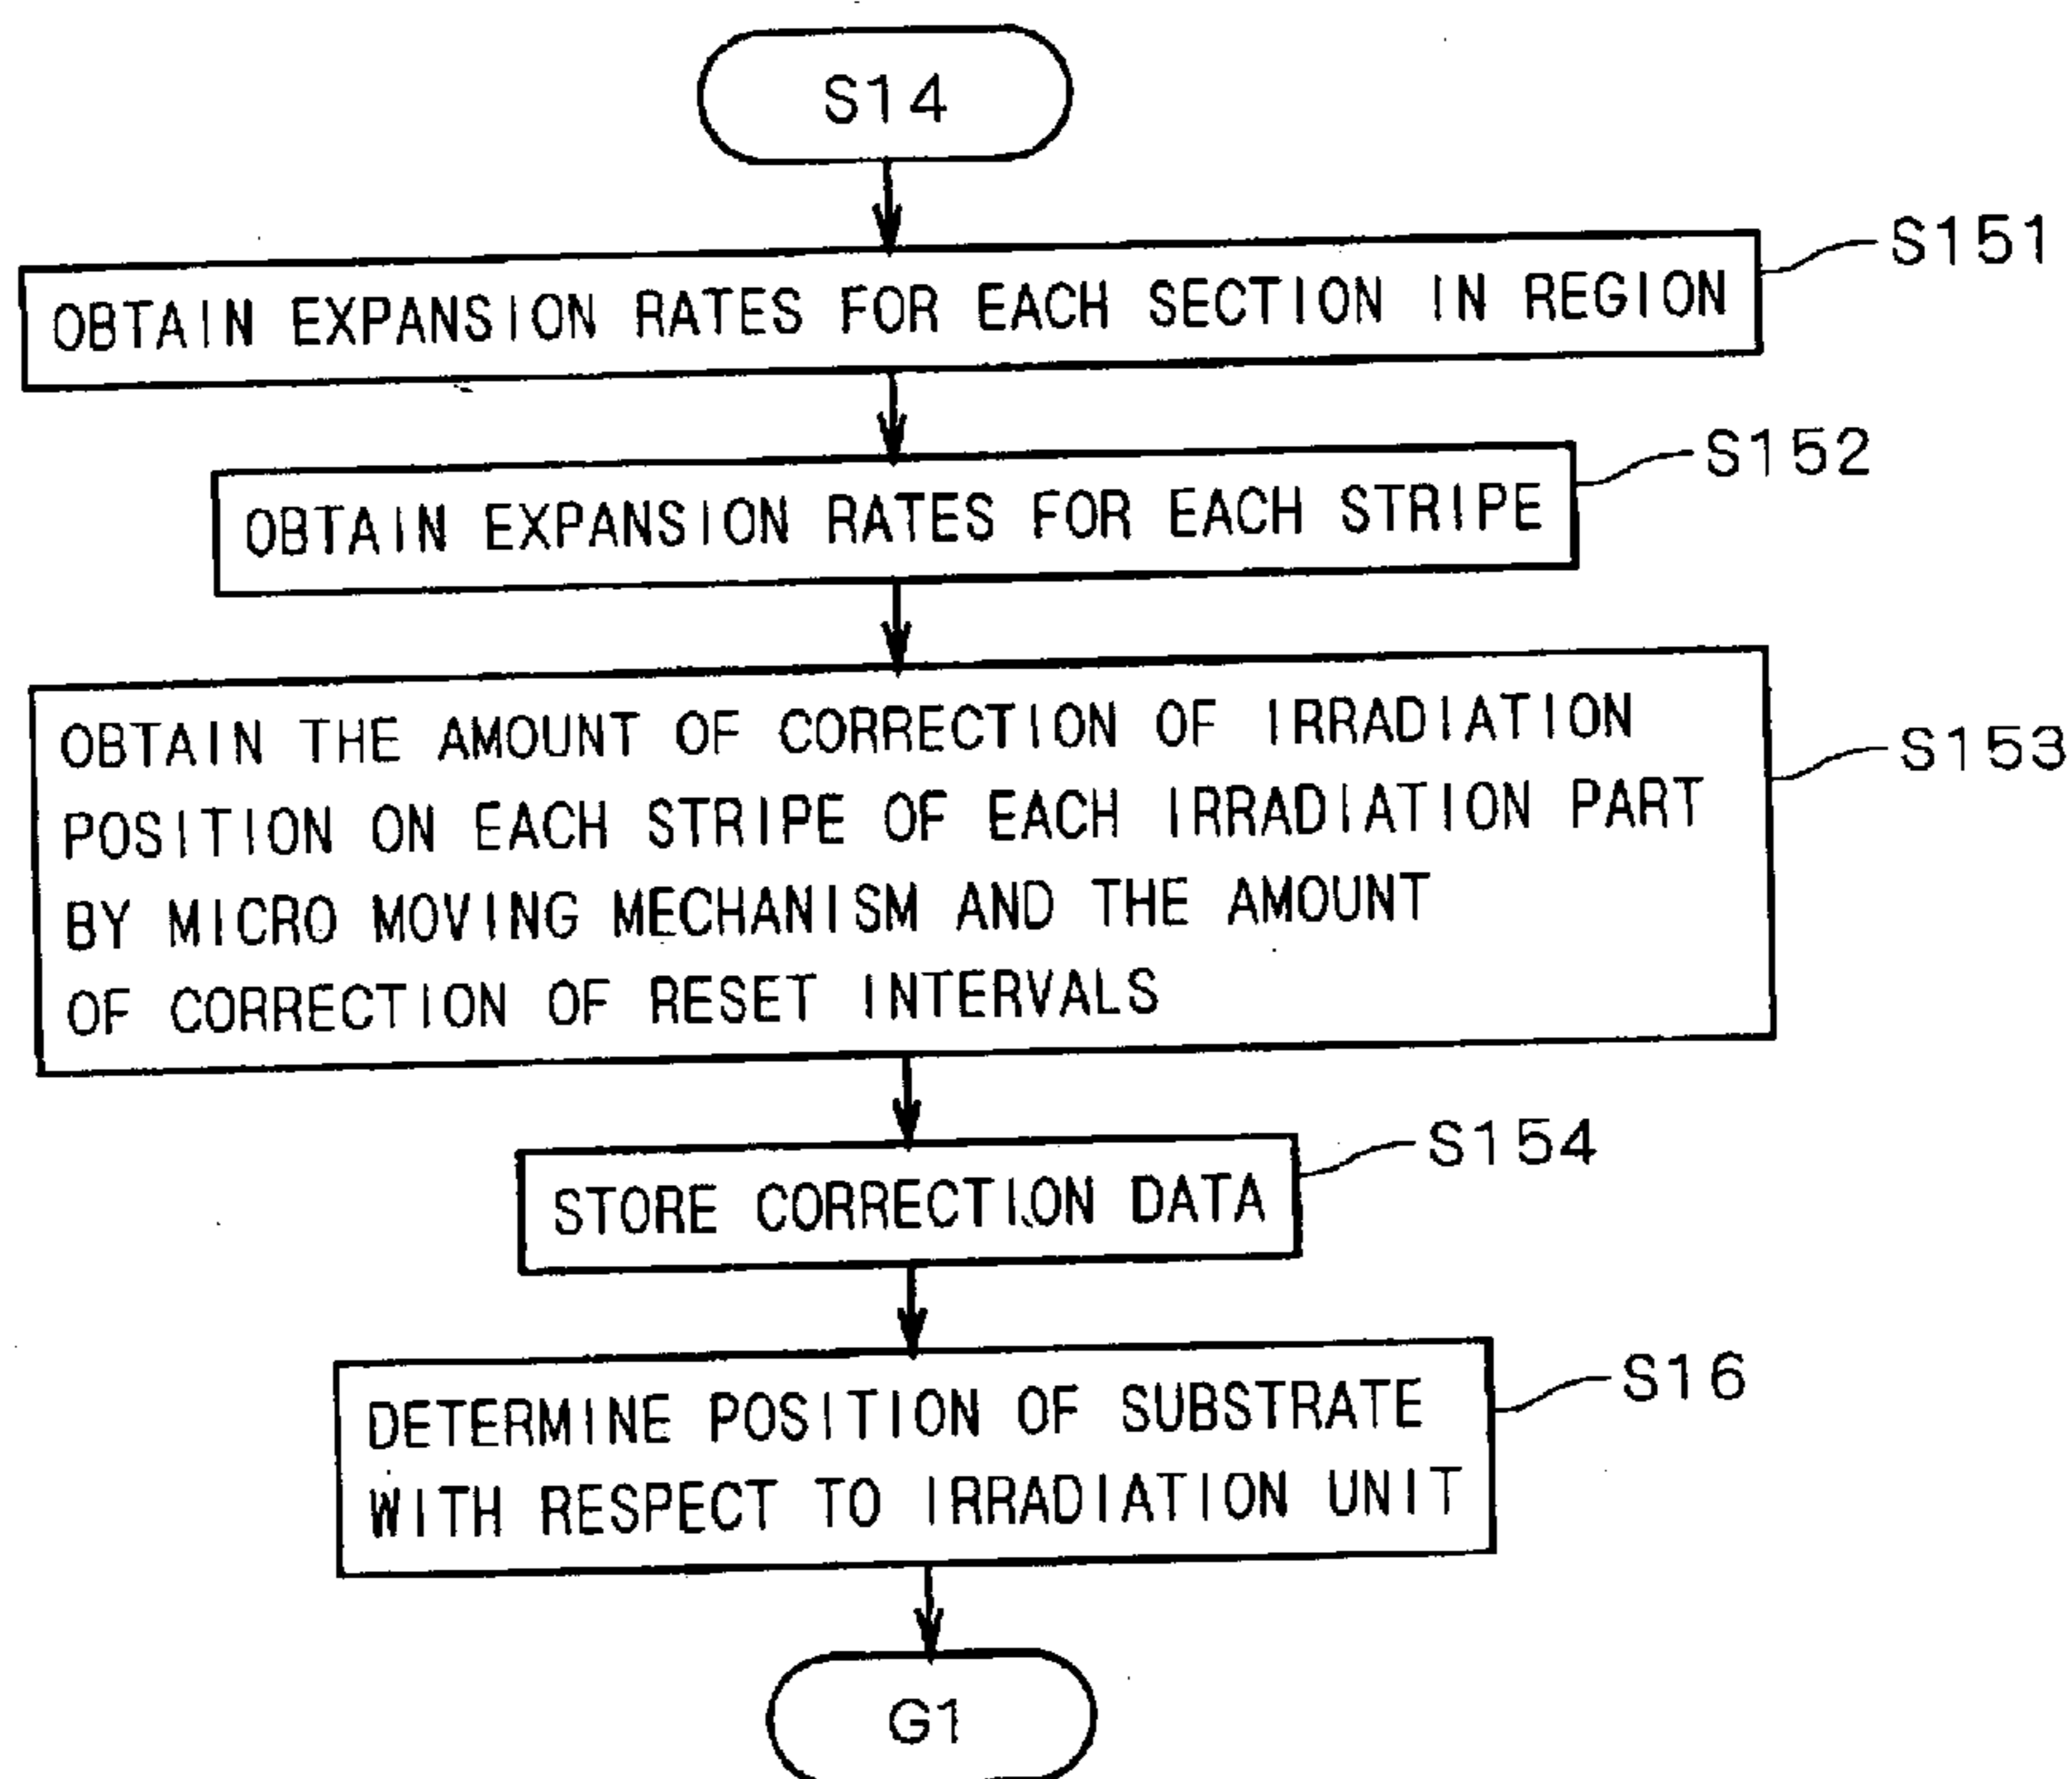 S14
OBTAIN EXPANSION RATES FOR EACH SECTION IN REGION
S151
OBTAIN EXPANSION RATES FOR EACH STRIPE
S152
OBTAIN THE AMOUNT OF CORRECTION OF IRRADIATION
POSITION ON EACH STRIPE OF EACH IRRADIATION PART
BY MICRO MOVING MECHANISM AND THE AMOUNT
OF CORRECTION OF RESET INTERVALS
S153
STORE CORRECTION DATA
S154
DETERMINE POSITION OF SUBSTRATE
WITH RESPECT TO IRRADIATION UNIT
S16
G1